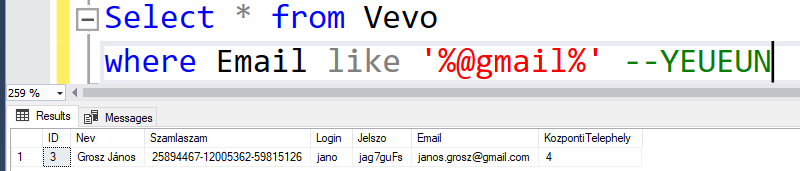 Select * from Vevo
where Email like '%@gmail%' --YEUEUN
259 %
Results Messages
ID Nev Szamlaszam Login Jelszo Email KozpontiTelephely
1 3 Grosz János 25894467-12005362-59815126 jano jag7guFs janos.grosz@gmail.com 4